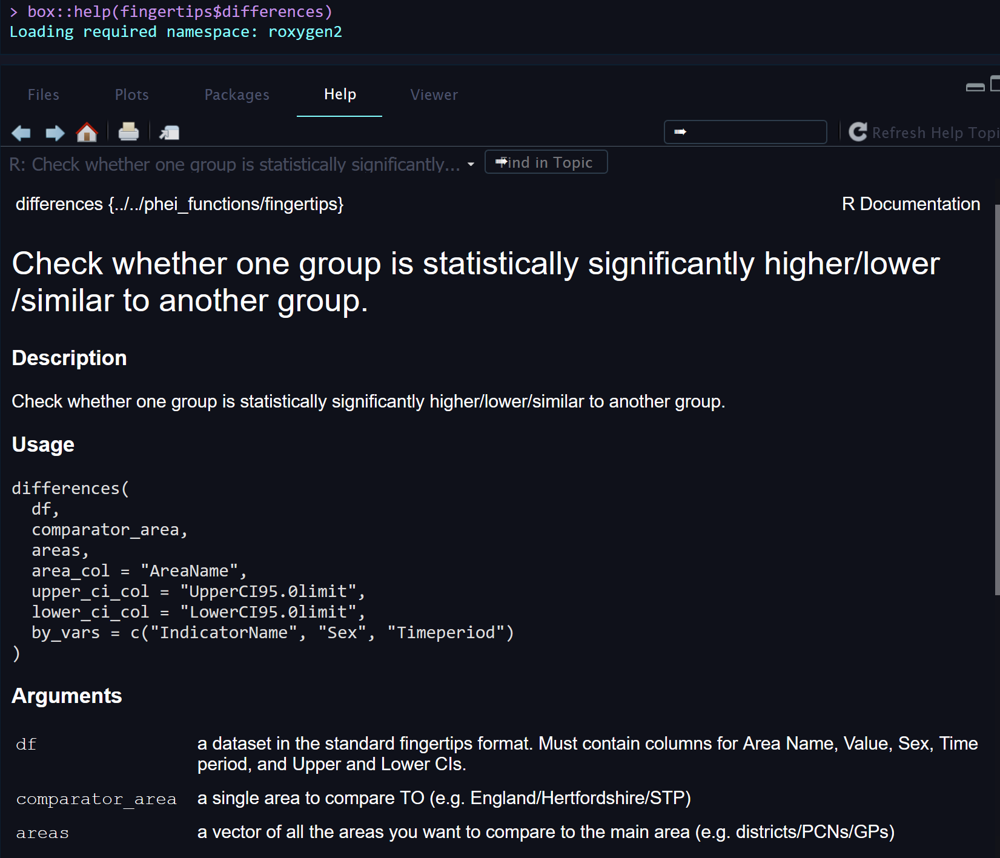 > box::help(fingertips$differences)
Loading required namespace: roxygen2
Files Plots Packages Help Viewer
Refresh Help Topi
R: Check whether one group is statistically significantly... Find in Topic
differences {../../phei_functions/fingertips} R Documentation
Check whether one group is statistically significantly higher/lower
/similar to another group.
Description
Check whether one group is statistically significantly higher/lower/similar to another group.
Usage
differences(
  df,
  comparator_area,
  areas,
  area_col = "AreaName",
  upper_ci_col = "UpperCI95.0limit",
  lower_ci_col = "LowerCI95.0limit",
  by_vars = c("IndicatorName", "Sex", "Timeperiod")
)
Arguments
df a dataset in the standard fingertips format. Must contain columns for Area Name, Value, Sex, Time
period, and Upper and Lower CIs.
comparator_area a single area to compare TO (e.g. England/Hertfordshire/STP)
areas a vector of all the areas you want to compare to the main area (e.g. districts/PCNs/GPs)